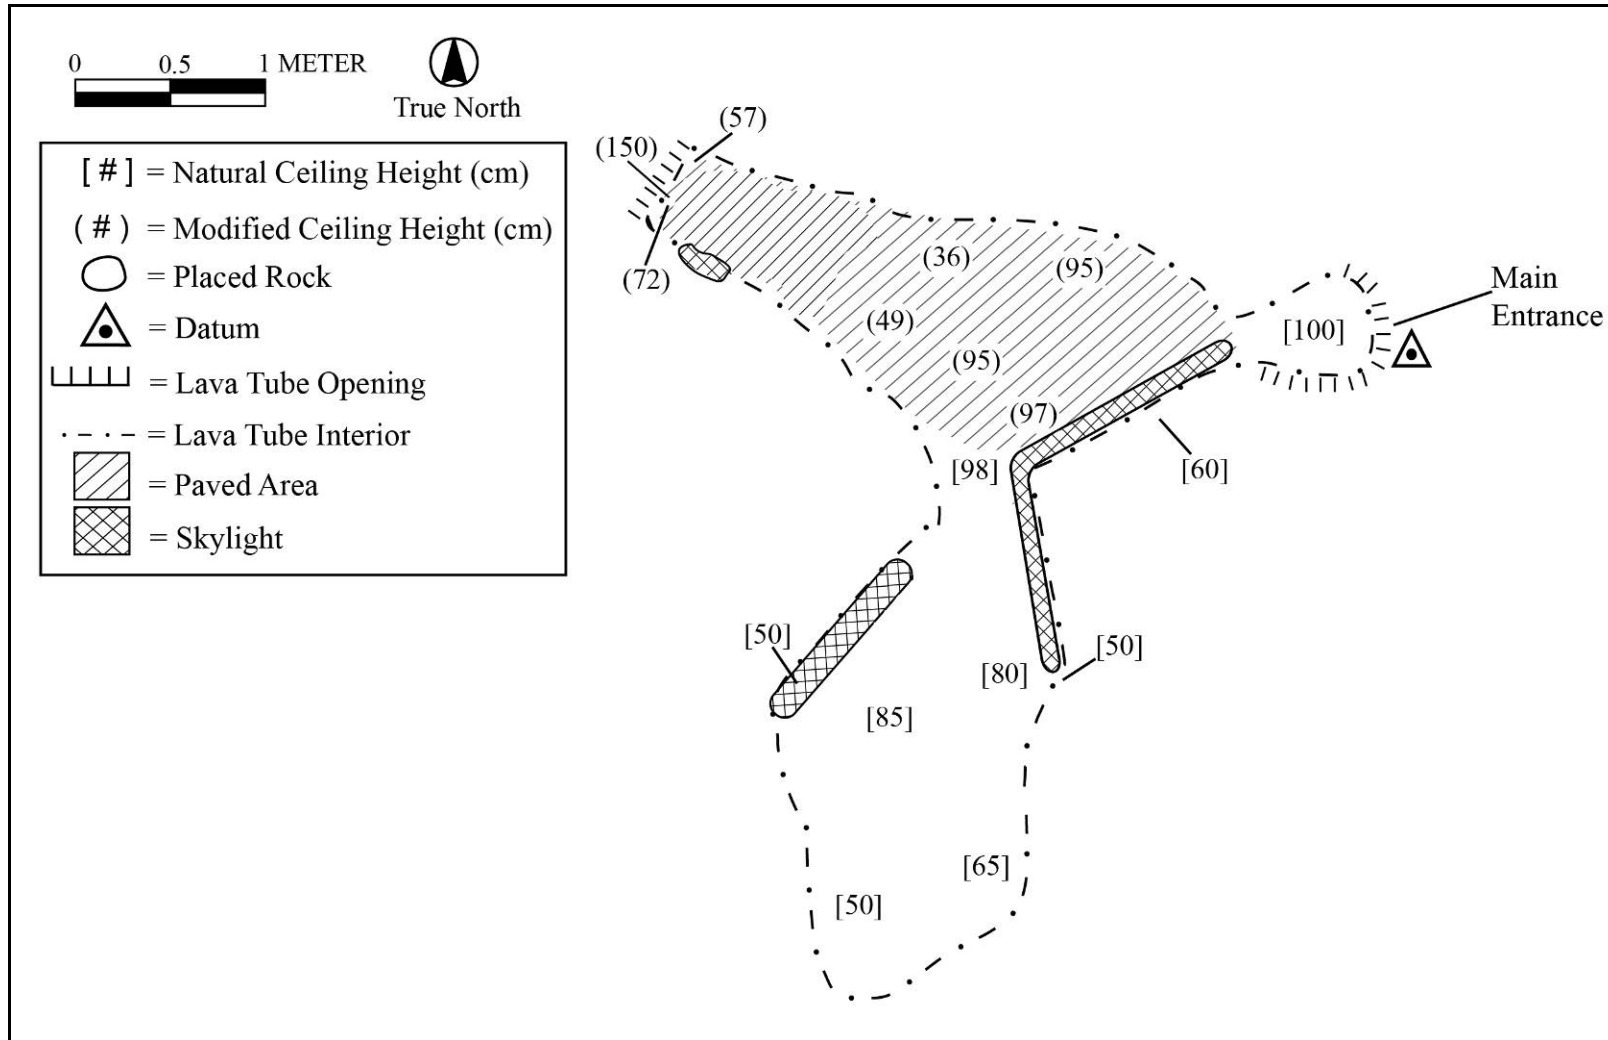 0 0.5 1 METER
True North
[#] = Natural Ceiling Height (cm)
(#) = Modified Ceiling Height (cm)
= Placed Rock
= Datum
= Lava Tube Opening
= Lava Tube Interior
= Paved Area
= Skylight
(57)
(150)
(72)
(36)
(95)
(49)
(95)
(97)
[100]
Main
Entrance
[98]
[60]
[50]
[50]
[80]
[85]
[65]
[50]